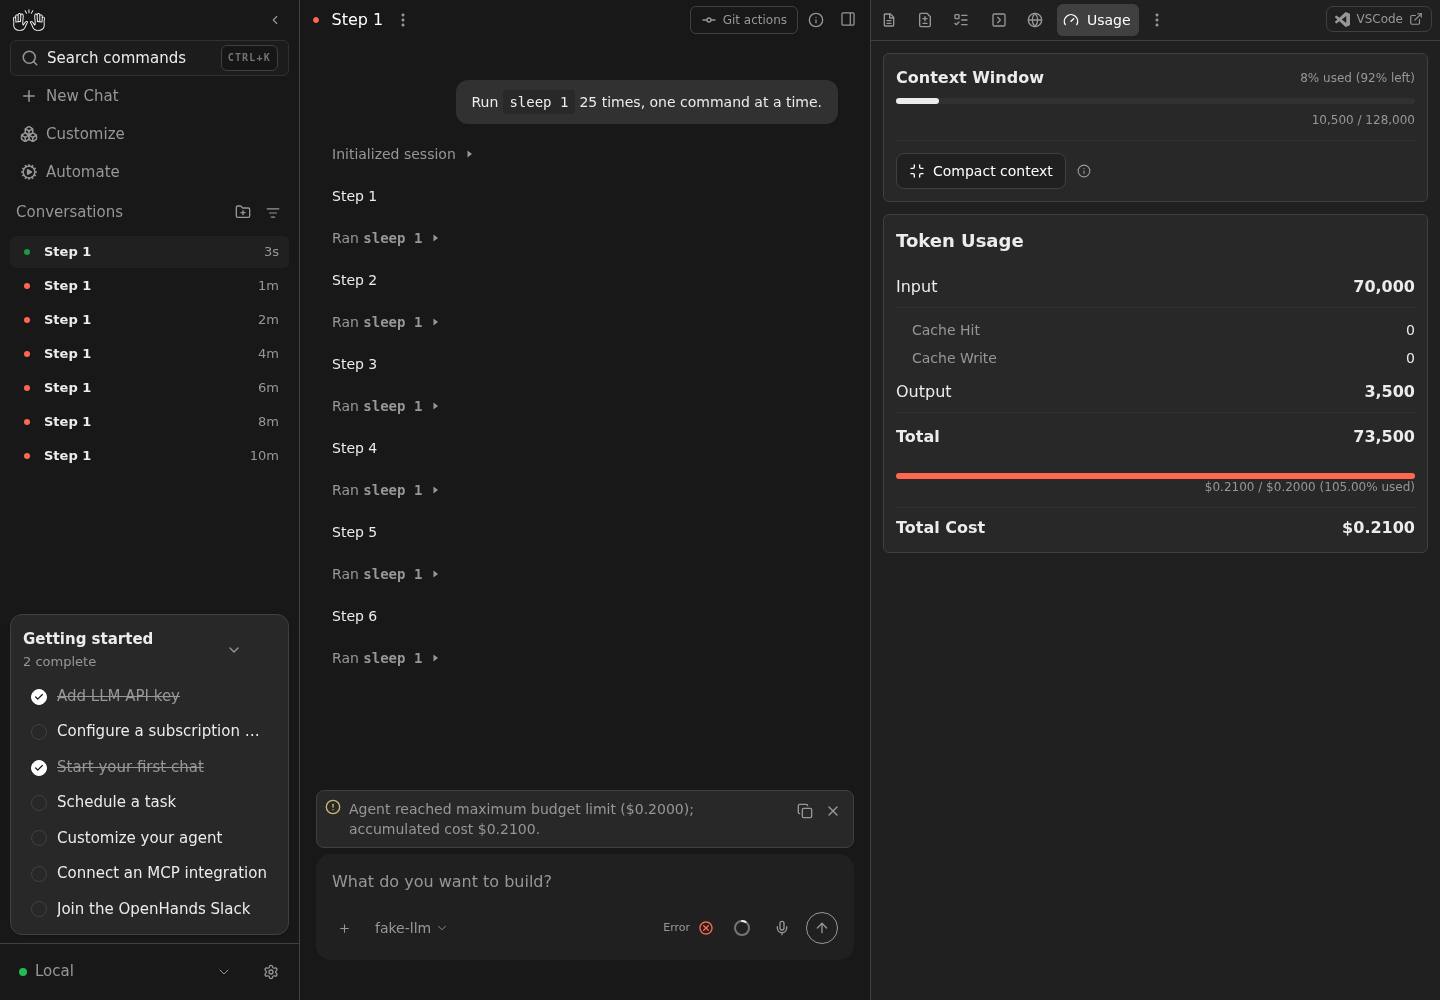 Search commands
CTRL+K
New Chat
Customize
Automate
Conversations
Step 1 3s
Step 1 1m
Step 1 2m
Step 1 4m
Step 1 6m
Step 1 8m
Step 1 10m
Getting started
2 complete
Add LLM API key
Configure a subscription ...
Start your first chat
Schedule a task
Customize your agent
Connect an MCP integration
Join the OpenHands Slack
Local
Step 1
Git actions
Run sleep 1 25 times, one command at a time.
Initialized session
Step 1
Ran sleep 1
Step 2
Ran sleep 1
Step 3
Ran sleep 1
Step 4
Ran sleep 1
Step 5
Ran sleep 1
Step 6
Ran sleep 1
Agent reached maximum budget limit ($0.2000);
accumulated cost $0.2100.
What do you want to build?
fake-llm
Error
Usage
VSCode
Context Window
8% used (92% left)
10,500 / 128,000
Compact context
Token Usage
Input 70,000
Cache Hit 0
Cache Write 0
Output 3,500
Total 73,500
$0.2100 / $0.2000 (105.00% used)
Total Cost $0.2100